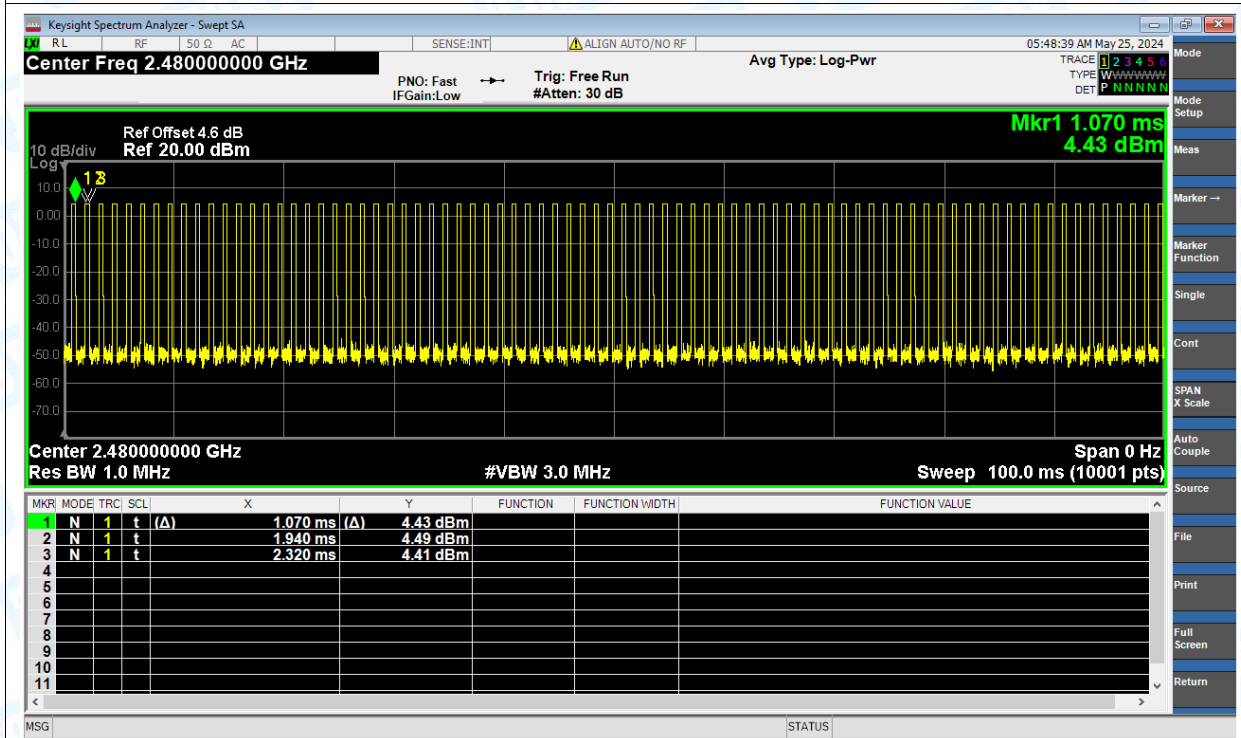 Keysight Spectrum Analyzer - Swept SA
LXI RL RF 50 Ω AC SENSE:INT ALIGN AUTO/NO RF 05:48:39 AM May 25, 2024
Center Freq 2.480000000 GHz
PNO: Fast
IFGain:Low
Trig: Free Run
#Atten: 30 dB
Avg Type: Log-Pwr
TRACE 1 2 3 4 5 6
TYPE WWWWWW
DET P N N N N N
Mkr1 1.070 ms
4.43 dBm
Ref Offset 4.6 dB
10 dB/div Ref 20.00 dBm
Log
1 2 3
10.0
0.00
-10.0
-20.0
-30.0
-40.0
-50.0
-60.0
-70.0
Center 2.480000000 GHz Span 0 Hz
Res BW 1.0 MHz #VBW 3.0 MHz Sweep 100.0 ms (10001 pts)
MKR MODE TRC SCL X Y FUNCTION FUNCTION WIDTH FUNCTION VALUE
1 N 1 t (Δ) 1.070 ms (Δ) 4.43 dBm
2 N 1 t 1.940 ms 4.49 dBm
3 N 1 t 2.320 ms 4.41 dBm
4
5
6
7
8
9
10
11
MSG STATUS
Mode
Mode
Setup
Meas
Marker →
Marker
Function
Single
Cont
SPAN
X Scale
Auto
Couple
Source
File
Print
Full
Screen
Return